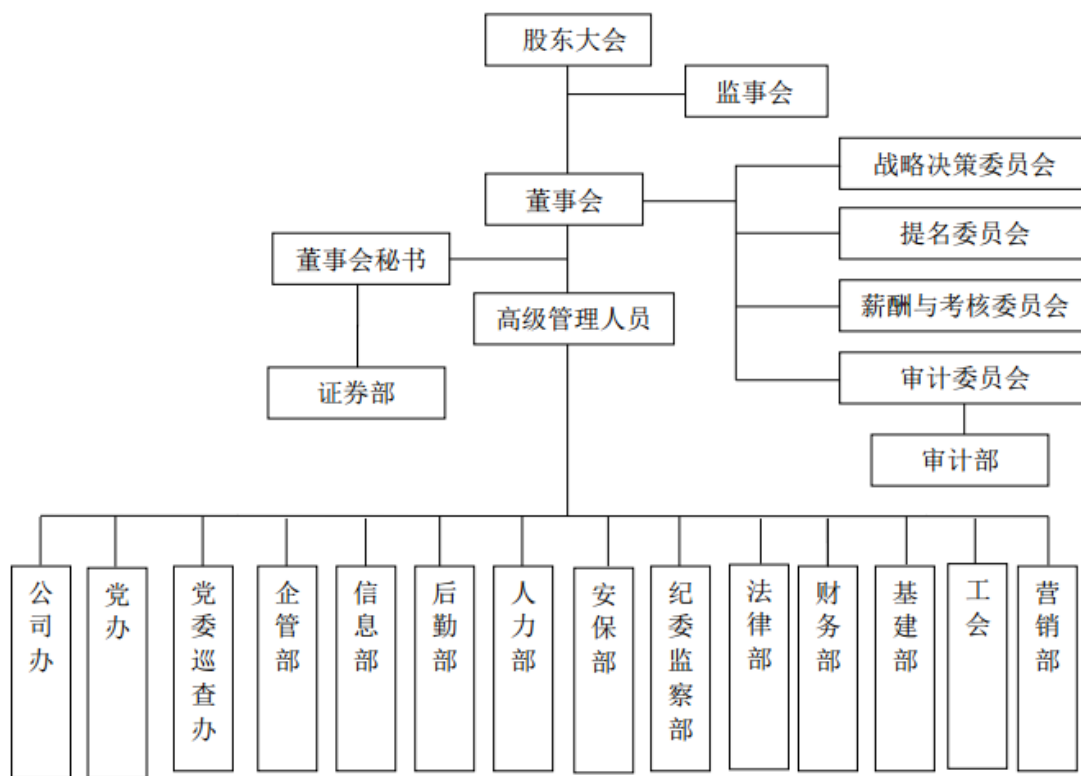 股东大会
监事会
战略决策委员会
董事会
提名委员会
董事会秘书
薪酬与考核委员会
高级管理人员
证券部
审计委员会
审计部
公司办
党办
党委巡查办
企管部
信息部
后勤部
人力部
安保部
纪委监察部
法律部
财务部
基建部
工会
营销部